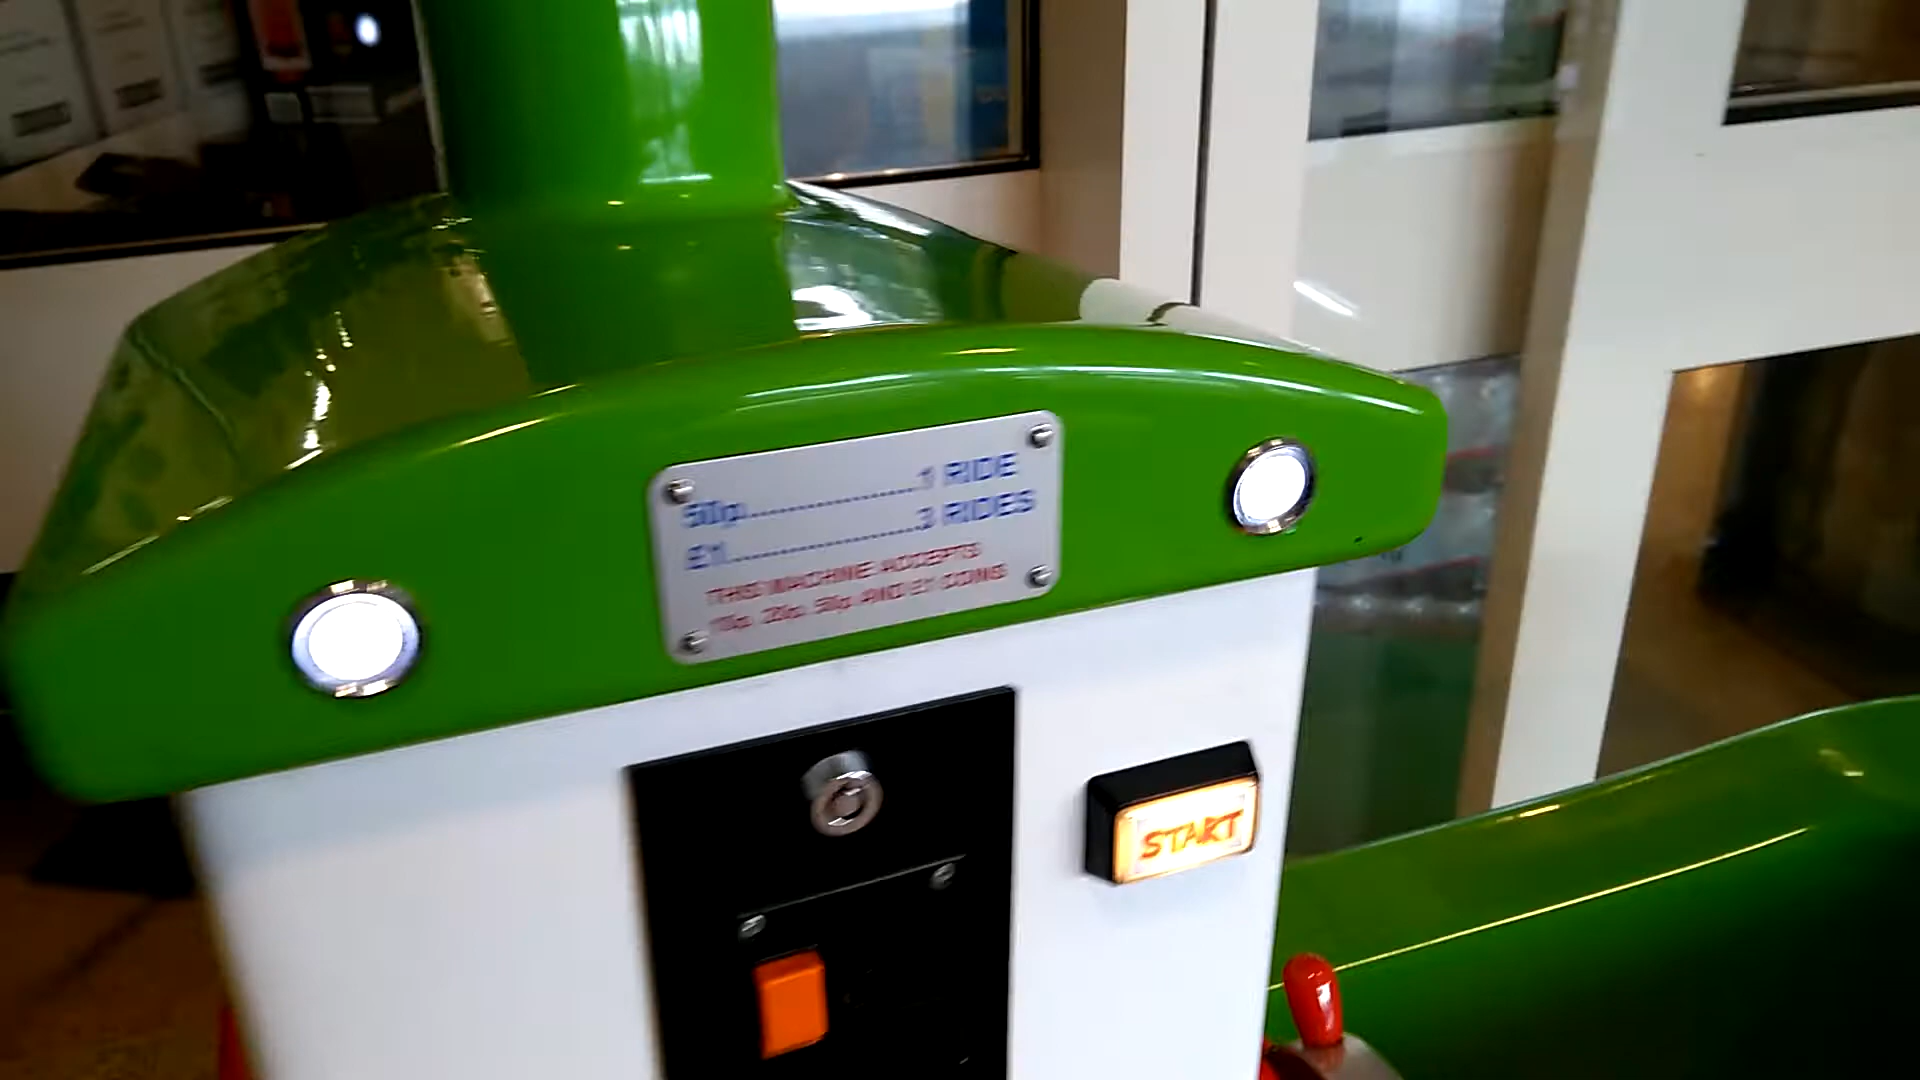 50p....................1 RIDE
£1......................3 RIDES
THIS MACHINE ACCEPTS
10p, 20p, 50p AND £1 COINS
START